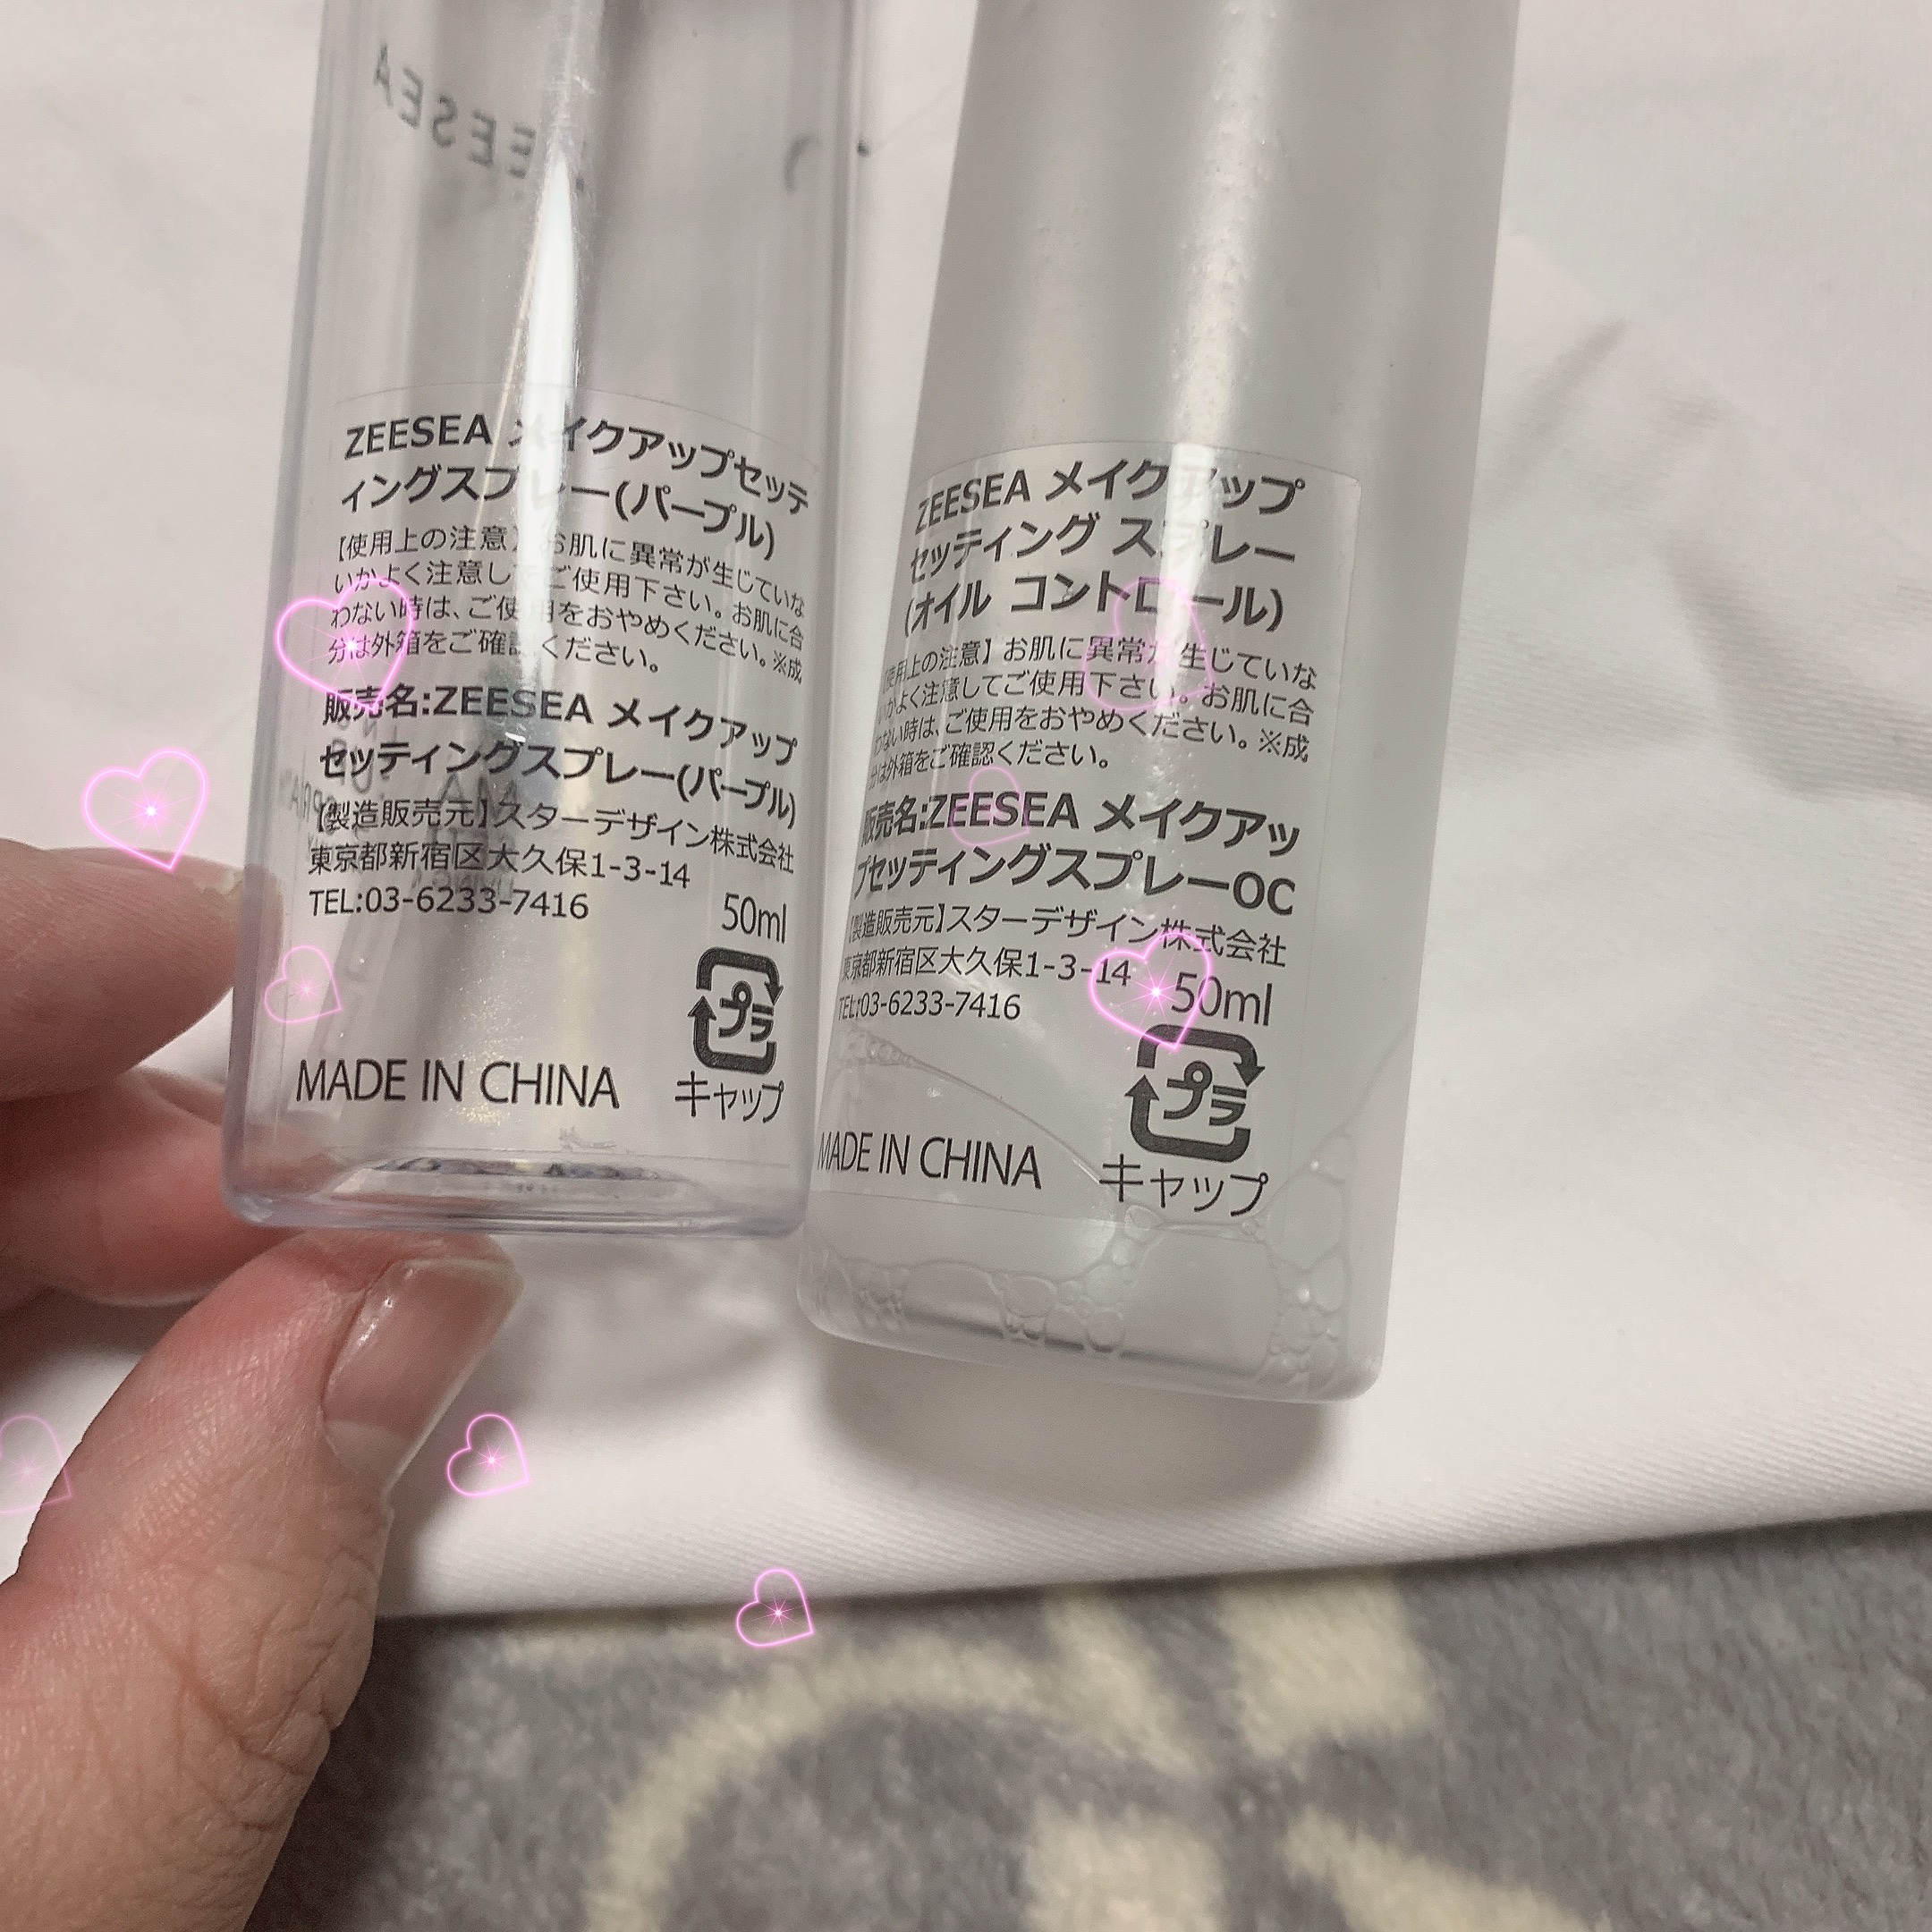 ZEESEA
ZEESEA メイクアップセッテ
ィングスプレー(パープル)
【使用上の注意】お肌に異常が生じていな
いかよく注意してご使用下さい。お肌に合
わない時は、ご使用をおやめください。※成
分は外箱をご確認ください。
販売名:ZEESEA メイクアップ
セッティングスプレー(パープル)
【製造販売元】スターデザイン株式会社
東京都新宿区大久保1-3-14
TEL:03-6233-7416
50ml
プラ
MADE IN CHINA
キャップ
ZEESEA メイクアップ
セッティング スプレー
(オイル コントロール)
【使用上の注意】お肌に異常が生じていな
いかよく注意してご使用下さい。お肌に合
わない時は、ご使用をおやめください。※成
分は外箱をご確認ください。
販売名:ZEESEA メイクアッ
プセッティングスプレーOC
【製造販売元】スターデザイン株式会社
東京都新宿区大久保1-3-14
50ml
TEL:03-6233-7416
プラ
MADE IN CHINA
キャップ